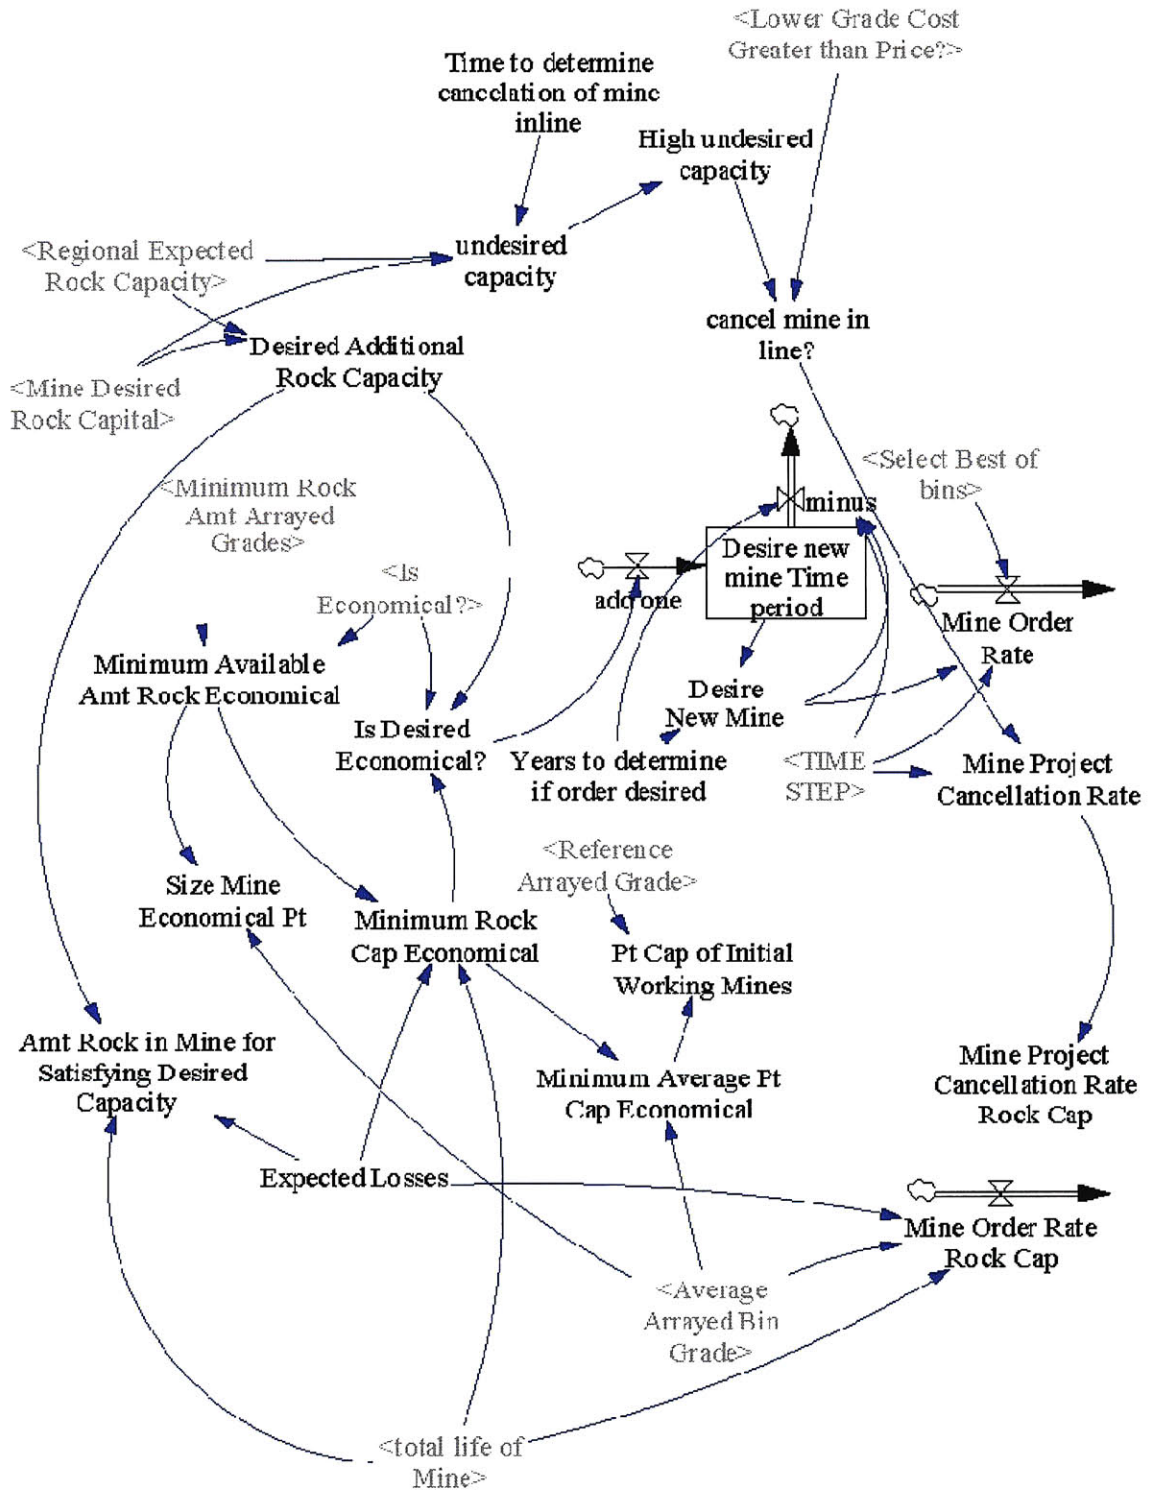 <Lower Grade Cost
Greater than Price?>
Time to determine
cancelation of mine
inline
High undesired
capacity
<Regional Expected
Rock Capacity>
undesired
capacity
cancel mine in
line?
Desired Additional
Rock Capacity
<Mine Desired
Rock Capital>
<Select Best of
bins>
<Minimum Rock
Amt Arrayed
Grades>
minus
Desire new
mine Time
period
add one
<Is
Economical?>
Mine Order
Rate
Minimum Available
Amt Rock Economical
Desire
New Mine
Is Desired
Economical?
Years to determine
if order desired
<TIME
STEP>
Mine Project
Cancellation Rate
<Reference
Arrayed Grade>
Size Mine
Economical Pt
Minimum Rock
Cap Economical
Pt Cap of Initial
Working Mines
Amt Rock in Mine for
Satisfying Desired
Capacity
Minimum Average Pt
Cap Economical
Mine Project
Cancellation Rate
Rock Cap
Expected Losses
Mine Order Rate
Rock Cap
<Average
Arrayed Bin
Grade>
<total life of
Mine>